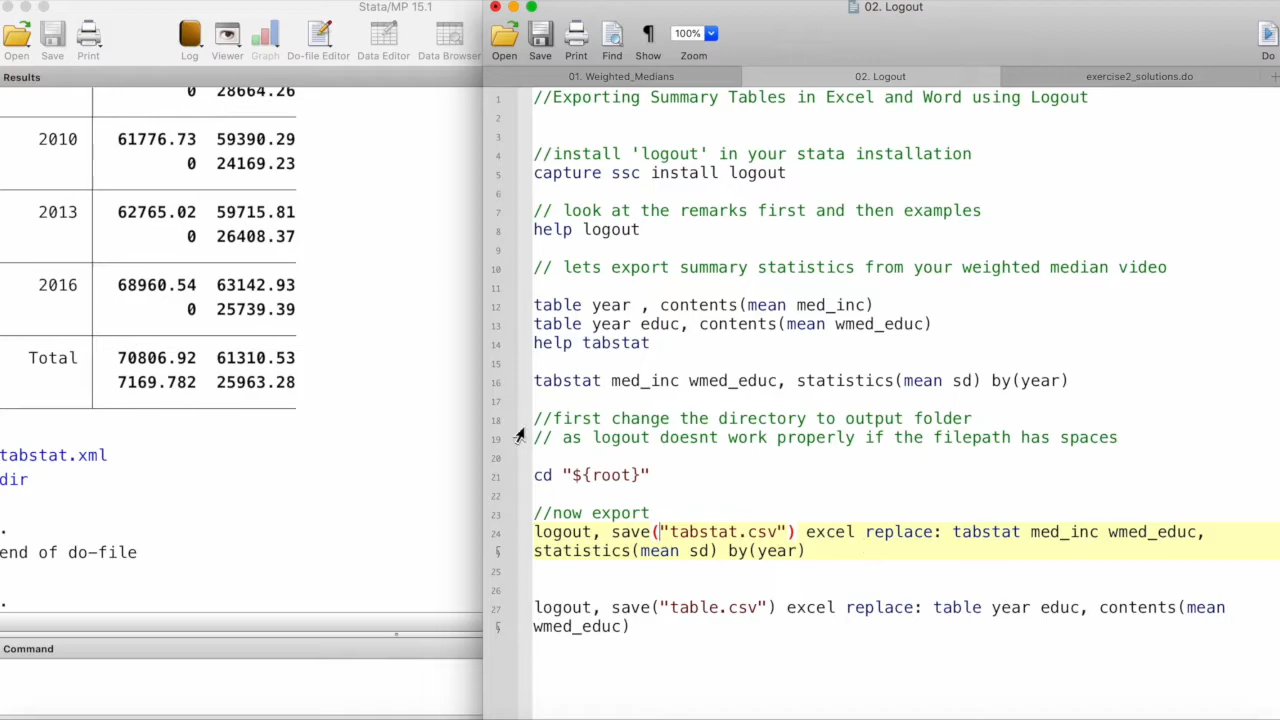 Stata/MP 15.1
02. Logout
Open Save Print Log Viewer Graph Do-file Editor Data Editor Data Browser
100%
Open Save Print Find Show Zoom Do
Results
01. Weighted_Medians 02. Logout exercise2_solutions.do
0 28664.26
2010 61776.73 59390.29
0 24169.23
2013 62765.02 59715.81
0 26408.37
2016 68960.54 63142.93
0 25739.39
Total 70806.92 61310.53
7169.782 25963.28
tabstat.xml
dir
.
end of do-file
.
Command
1 //Exporting Summary Tables in Excel and Word using Logout
2
3
4 //install 'logout' in your stata installation
5 capture ssc install logout
6
7 // look at the remarks first and then examples
8 help logout
9
10 // lets export summary statistics from your weighted median video
11
12 table year , contents(mean med_inc)
13 table year educ, contents(mean wmed_educ)
14 help tabstat
15
16 tabstat med_inc wmed_educ, statistics(mean sd) by(year)
17
18 //first change the directory to output folder
19 // as logout doesnt work properly if the filepath has spaces
20
21 cd "${root}"
22
23 //now export
24 logout, save("tabstat.csv") excel replace: tabstat med_inc wmed_educ,
statistics(mean sd) by(year)
25
26
27 logout, save("table.csv") excel replace: table year educ, contents(mean
wmed_educ)